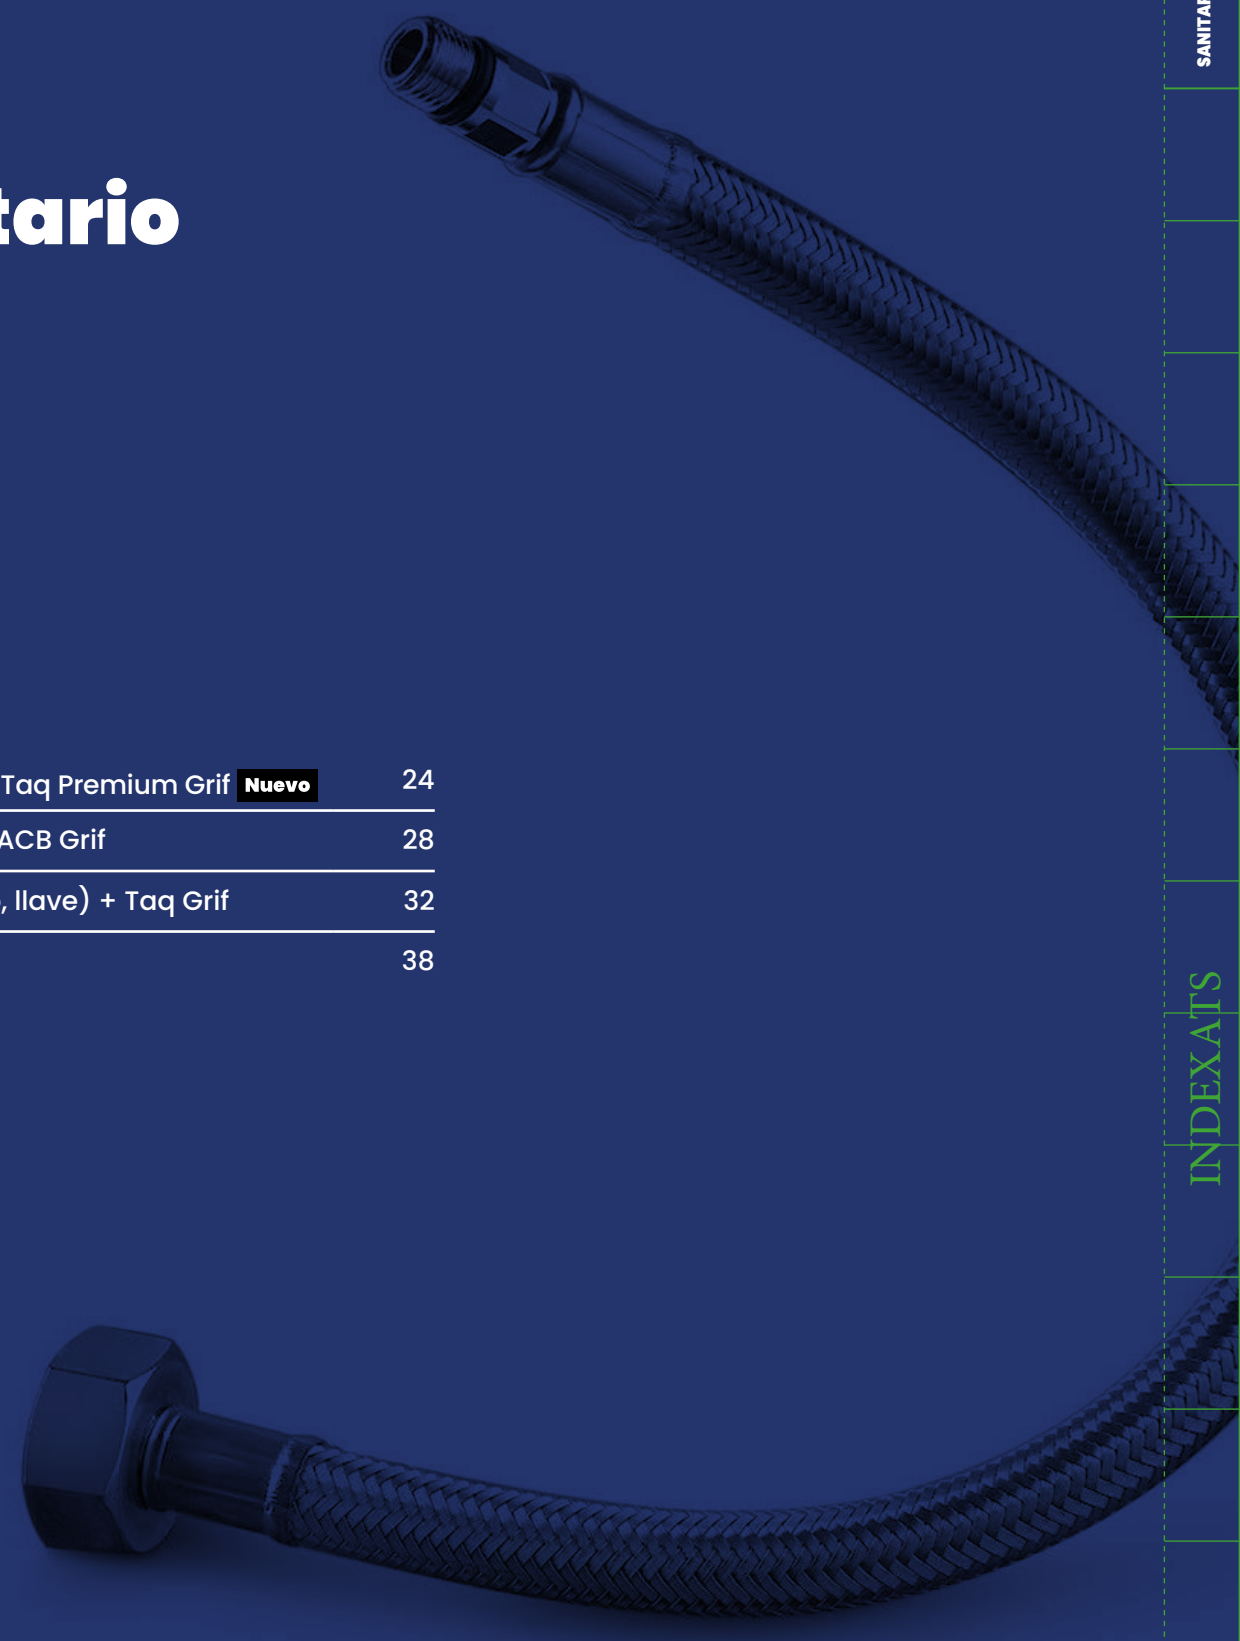 SANITAR
tario
Taq Premium Grif Nuevo 24
ACB Grif 28
, llave) + Taq Grif 32
38
INDEXATS